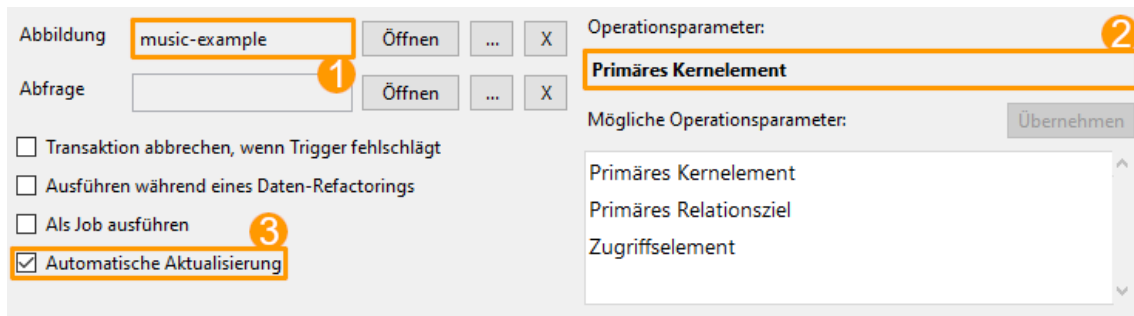 Abbildung music-example Öffnen ... X
1
Abfrage Öffnen ... X
Transaktion abbrechen, wenn Trigger fehlschlägt
Ausführen während eines Daten-Refactorings
Als Job ausführen
3
Automatische Aktualisierung
Operationsparameter:
2
Primäres Kernelement
Mögliche Operationsparameter: Übernehmen
Primäres Kernelement
Primäres Relationsziel
Zugriffselement